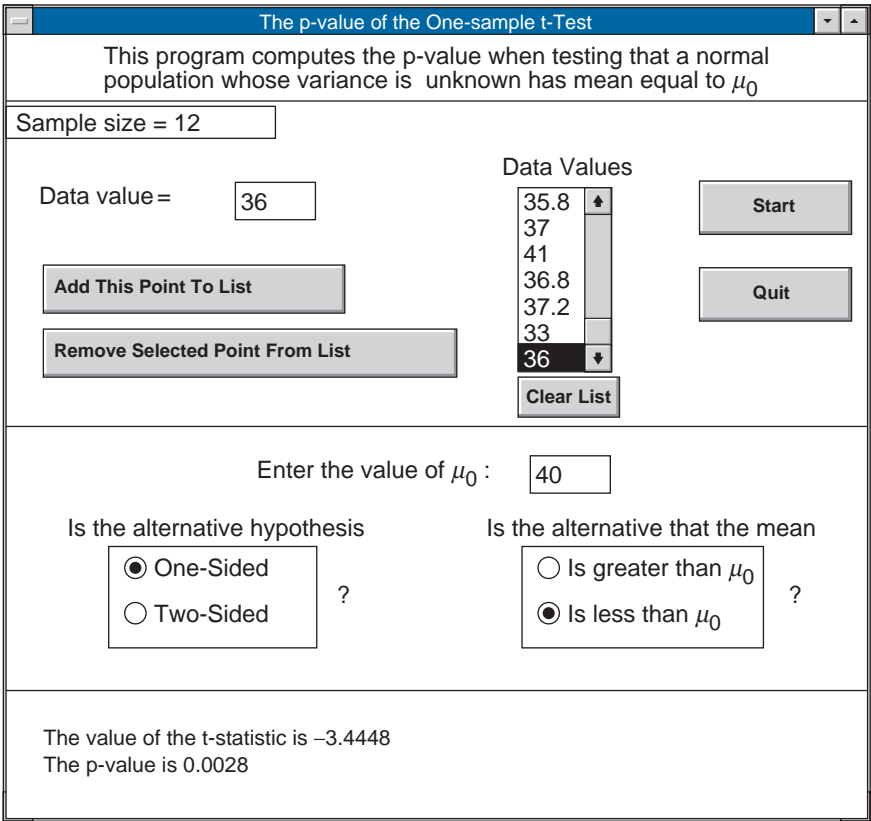 The p-value of the One-sample t-Test
This program computes the p-value when testing that a normal
population whose variance is unknown has mean equal to μ0
Sample size = 12
Data value = 36
Add This Point To List
Remove Selected Point From List
Data Values
35.8
37
41
36.8
37.2
33
36
Clear List
Start
Quit
Enter the value of μ0 : 40
Is the alternative hypothesis
One-Sided
Two-Sided
?
Is the alternative that the mean
Is greater than μ0
Is less than μ0
?
The value of the t-statistic is −3.4448
The p-value is 0.0028